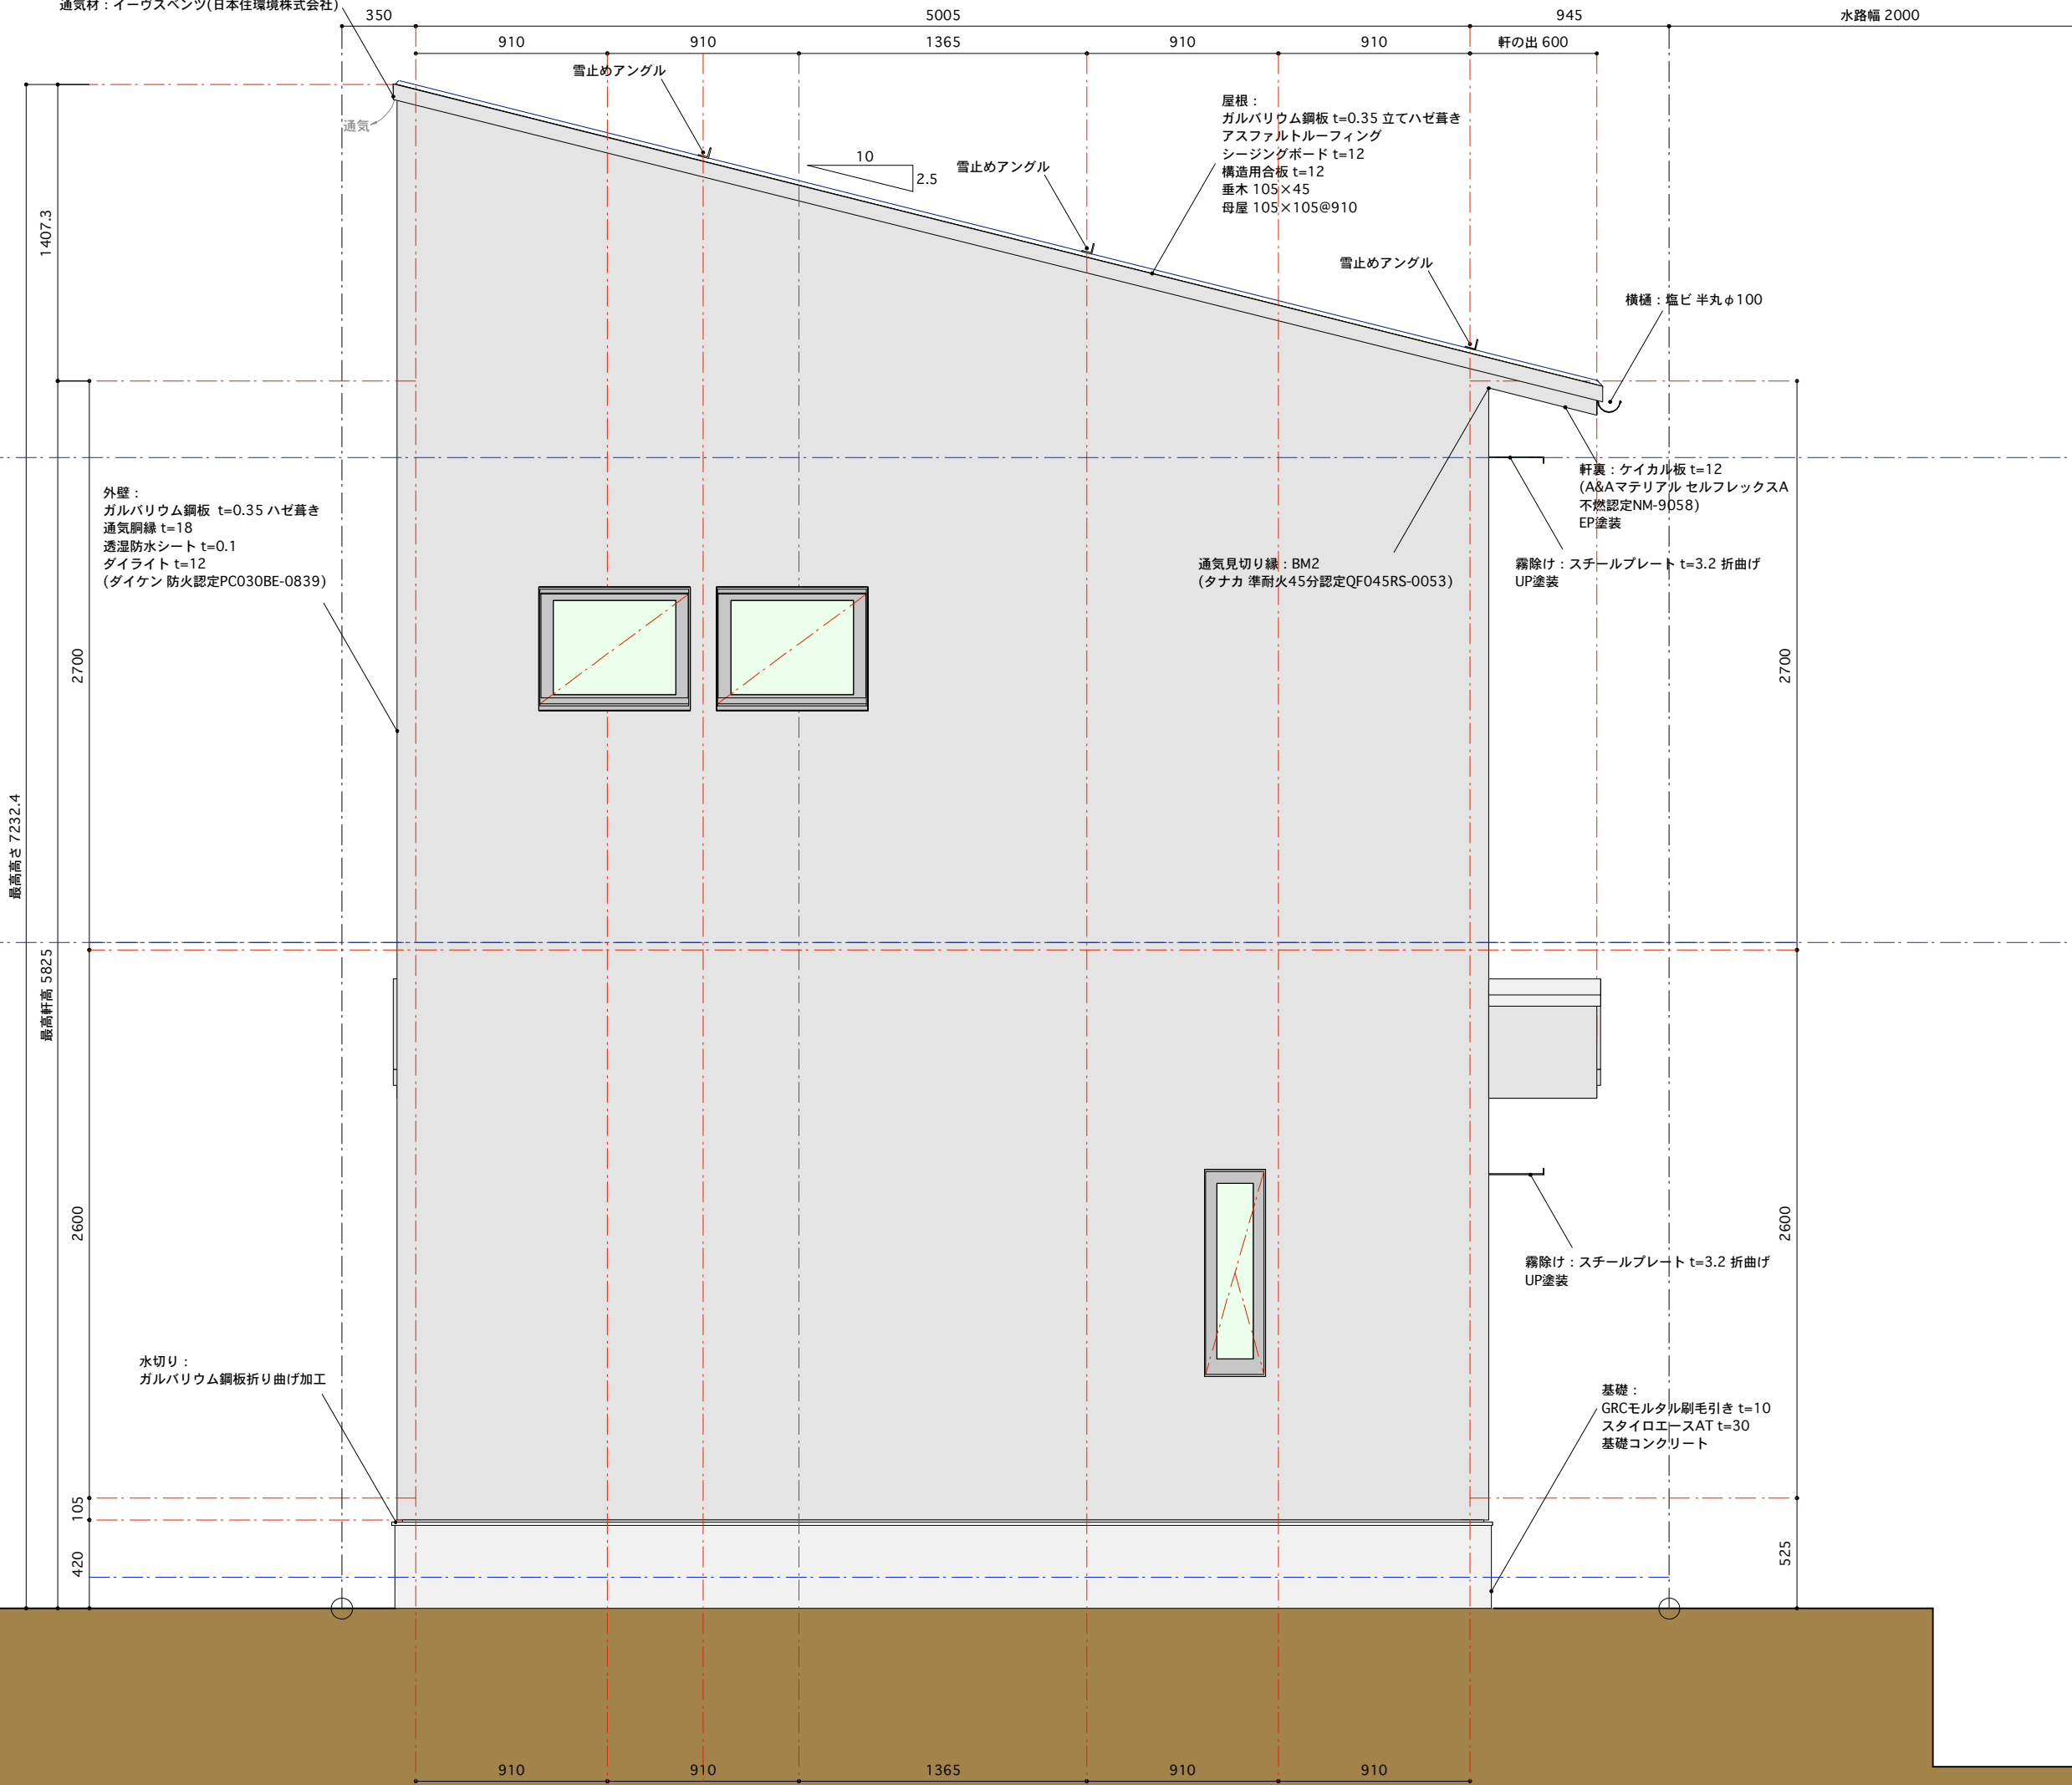 通気材：イーヴスベンツ(日本住環境株式会社)
350
5005
945
水路幅 2000
910
910
1365
910
910
軒の出 600
雪止めアングル
通気
10
2.5
雪止めアングル
屋根：
ガルバリウム鋼板 t=0.35 立てハゼ葺き
アスファルトルーフィング
シージングボード t=12
構造用合板 t=12
垂木 105×45
母屋 105×105@910
雪止めアングル
横樋：塩ビ 半丸φ100
1407.3
外壁：
ガルバリウム鋼板 t=0.35 ハゼ葺き
通気胴縁 t=18
透湿防水シート t=0.1
ダイライト t=12
(ダイケン 防火認定PC030BE-0839)
軒裏：ケイカル板 t=12
(A&Aマテリアル セルフレックスA
不燃認定NM-9058)
EP塗装
通気見切り縁：BM2
(タナカ 準耐火45分認定QF045RS-0053)
霧除け：スチールプレート t=3.2 折曲げ
UP塗装
2700
2700
最高高さ 7232.4
最高軒高 5825
2600
2600
霧除け：スチールプレート t=3.2 折曲げ
UP塗装
水切り：
ガルバリウム鋼板折り曲げ加工
基礎：
GRCモルタル刷毛引き t=10
スタイロエースAT t=30
基礎コンクリート
105
420
525
910
910
1365
910
910